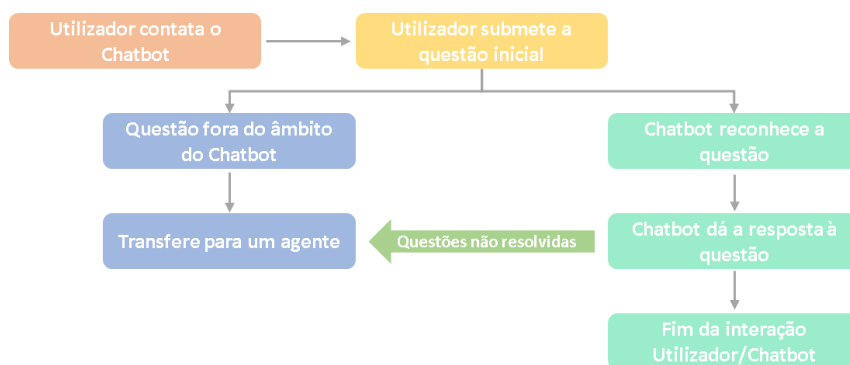 Utilizador contata o
Chatbot
Utilizador submete a
questão inicial
Questão fora do âmbito
do Chatbot
Chatbot reconhece a
questão
Transfere para um agente
Questões não resolvidas
Chatbot dá a resposta à
questão
Fim da interação
Utilizador/Chatbot